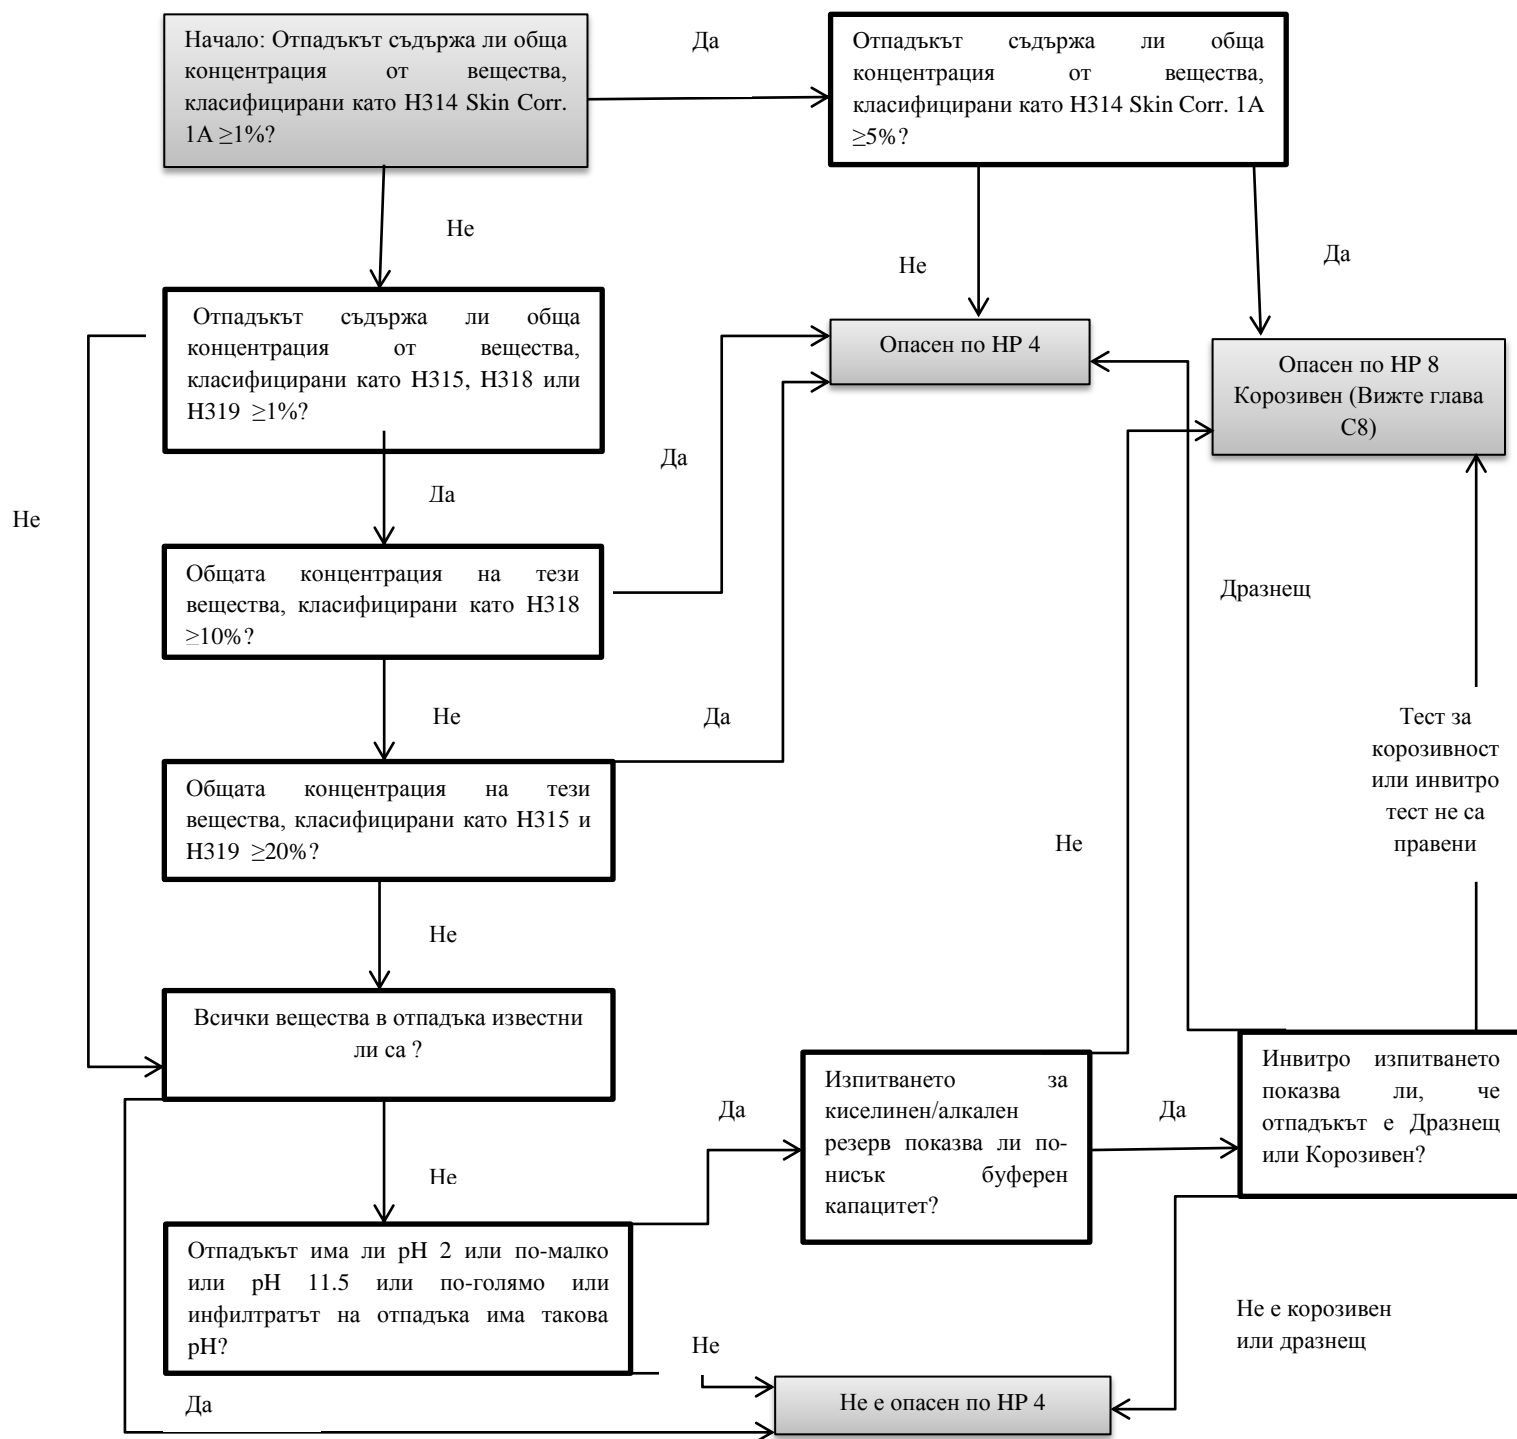 Начало: Отпадъкът съдържа ли обща
концентрация от вещества,
класифицирани като H314 Skin Corr.
1A ≥1%?
Да
Отпадъкът съдържа ли обща
концентрация от вещества,
класифицирани като H314 Skin Corr. 1A
≥5%?
Не
Не
Да
Отпадъкът съдържа ли обща
концентрация от вещества,
класифицирани като H315, H318 или
H319 ≥1%?
Опасен по HP 4
Опасен по HP 8
Корозивен (Вижте глава
C8)
Да
Да
Не
Общата концентрация на тези
вещества, класифицирани като H318
≥10%?
Дразнещ
Не
Да
Тест за
корозивност
или инвитро
тест не са
правени
Общата концентрация на тези
вещества, класифицирани като H315 и
H319 ≥20%?
Не
Не
Всички вещества в отпадъка известни
ли са ?
Изпитването за
киселинен/алкален
резерв показва ли по-
нисък буферен
капацитет?
Да
Да
Инвитро изпитването
показва ли, че
отпадъкът е Дразнещ
или Корозивен?
Не
Отпадъкът има ли pH 2 или по-малко
или pH 11.5 или по-голямо или
инфилтратът на отпадъка има такова
pH?
Не е корозивен
или дразнещ
Не
Да
Не е опасен по HP 4